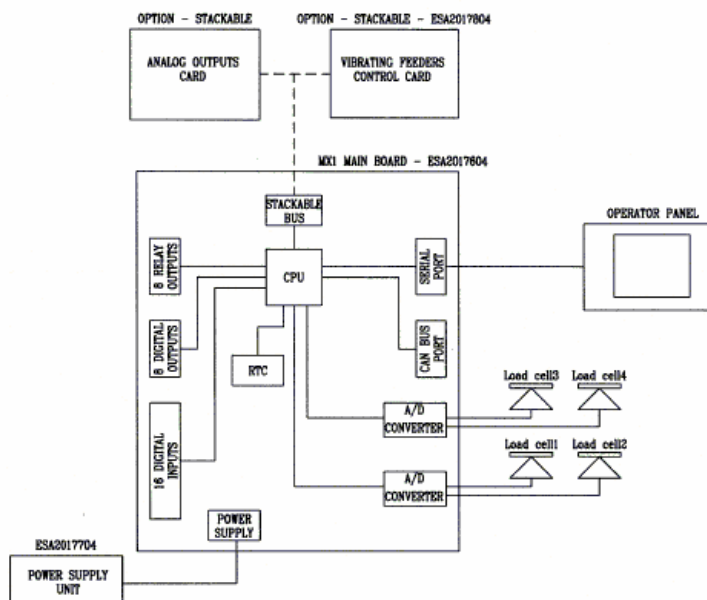 OPTION - STACKABLE
OPTION - STACKABLE - ESA2017804
ANALOG OUTPUTS
CARD
VIBRATING FEEDERS
CONTROL CARD
MX1 MAIN BOARD - ESA2017604
STACKABLE
BUS
OPERATOR PANEL
8 RELAY
OUTPUTS
CPU
SERIAL
PORT
8 DIGITAL
OUTPUTS
RTC
CAN BUS
PORT
Load cell3
Load cell4
A/D
CONVERTER
16 DIGITAL
INPUTS
Load cell1
Load cell2
A/D
CONVERTER
POWER
SUPPLY
ESA2017704
POWER SUPPLY
UNIT